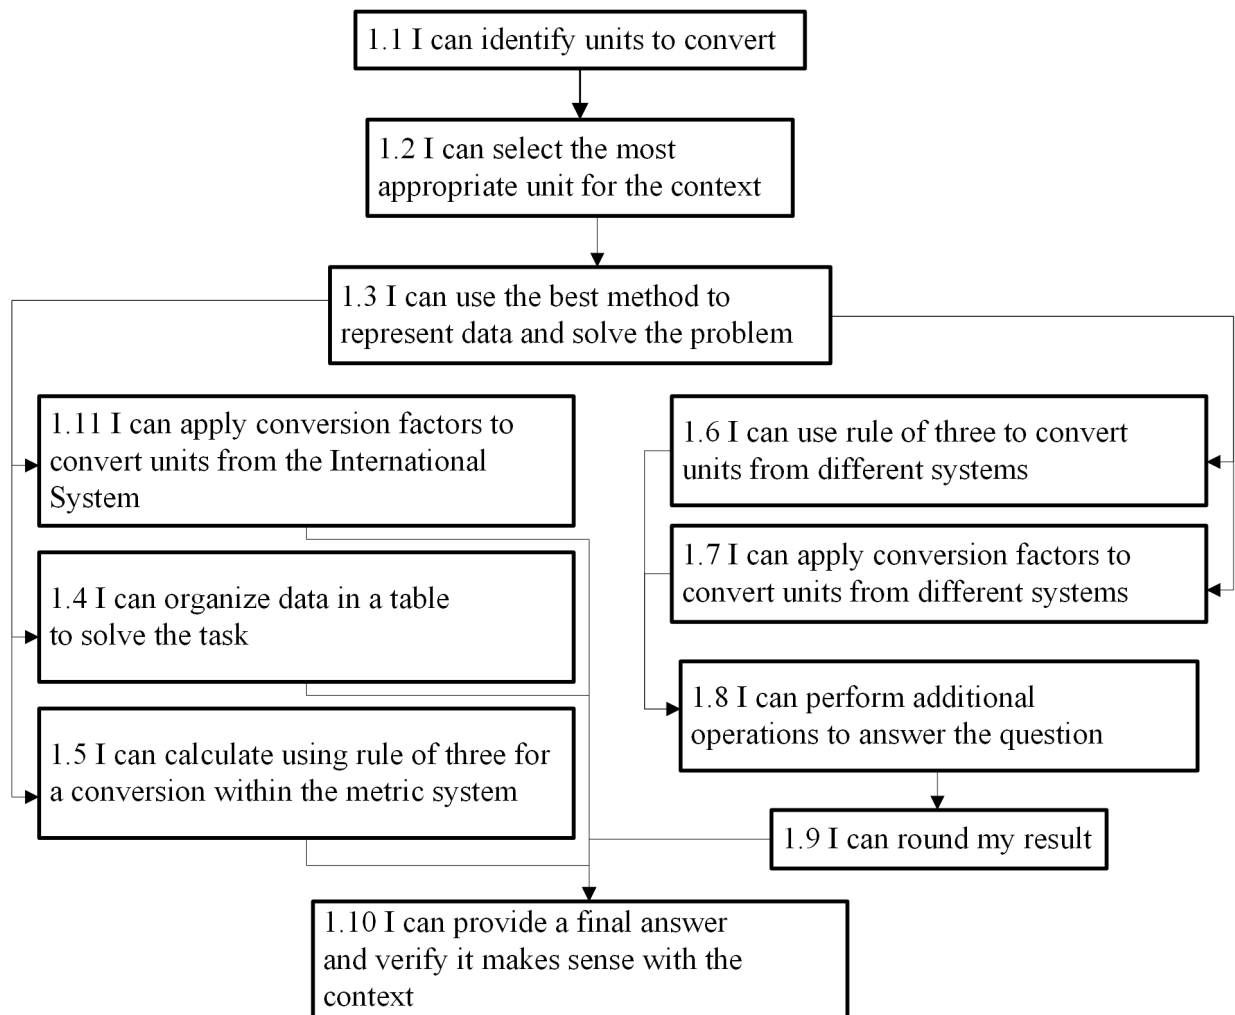 1.1 I can identify units to convert
1.2 I can select the most
appropriate unit for the context
1.3 I can use the best method to
represent data and solve the problem
1.11 I can apply conversion factors to
convert units from the International
System
1.4 I can organize data in a table
to solve the task
1.5 I can calculate using rule of three for
a conversion within the metric system
1.6 I can use rule of three to convert
units from different systems
1.7 I can apply conversion factors to
convert units from different systems
1.8 I can perform additional
operations to answer the question
1.9 I can round my result
1.10 I can provide a final answer
and verify it makes sense with the
context